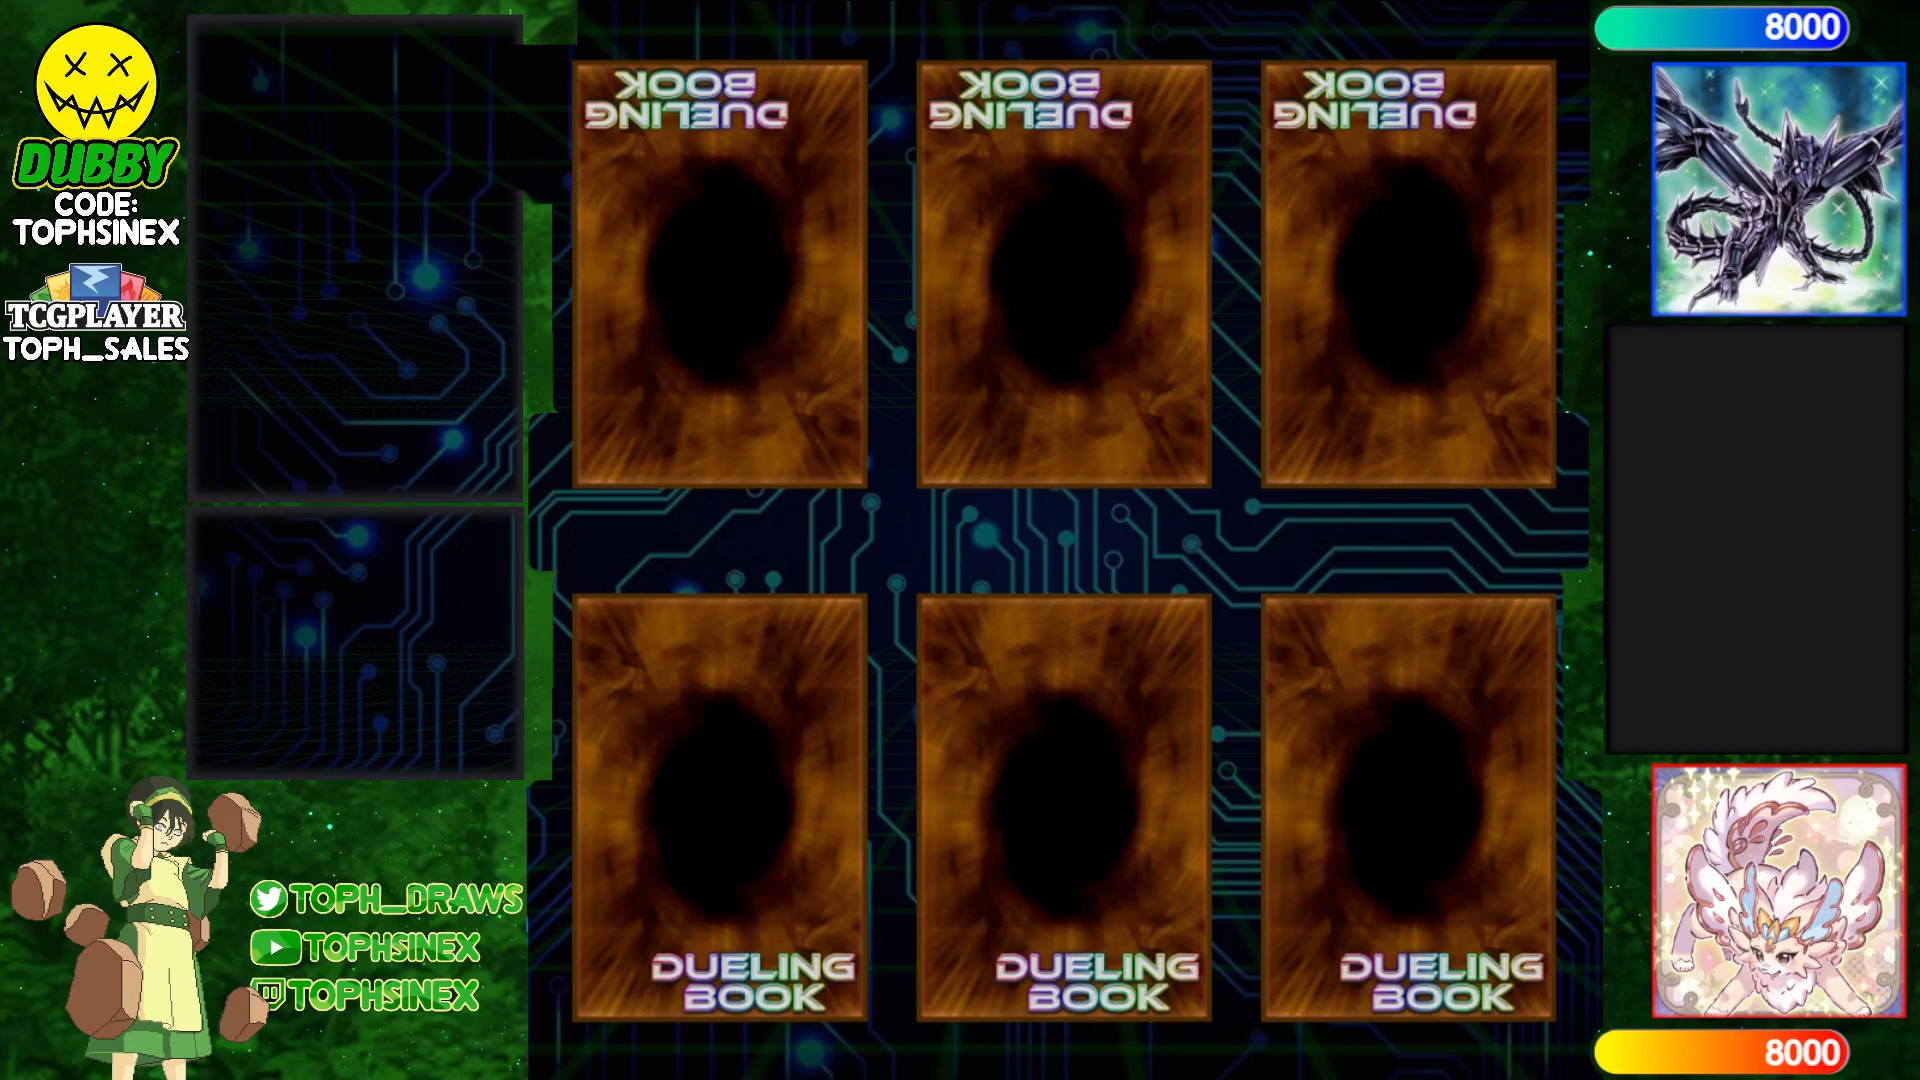 DUBBY
CODE:
TOPHSINEX
TCGPLAYER
TOPH_SALES
DUELING
BOOK
DUELING
BOOK
DUELING
BOOK
8000
DUELING
BOOK
DUELING
BOOK
DUELING
BOOK
TOPH_DRAWS
TOPHSINEX
TOPHSINEX
8000